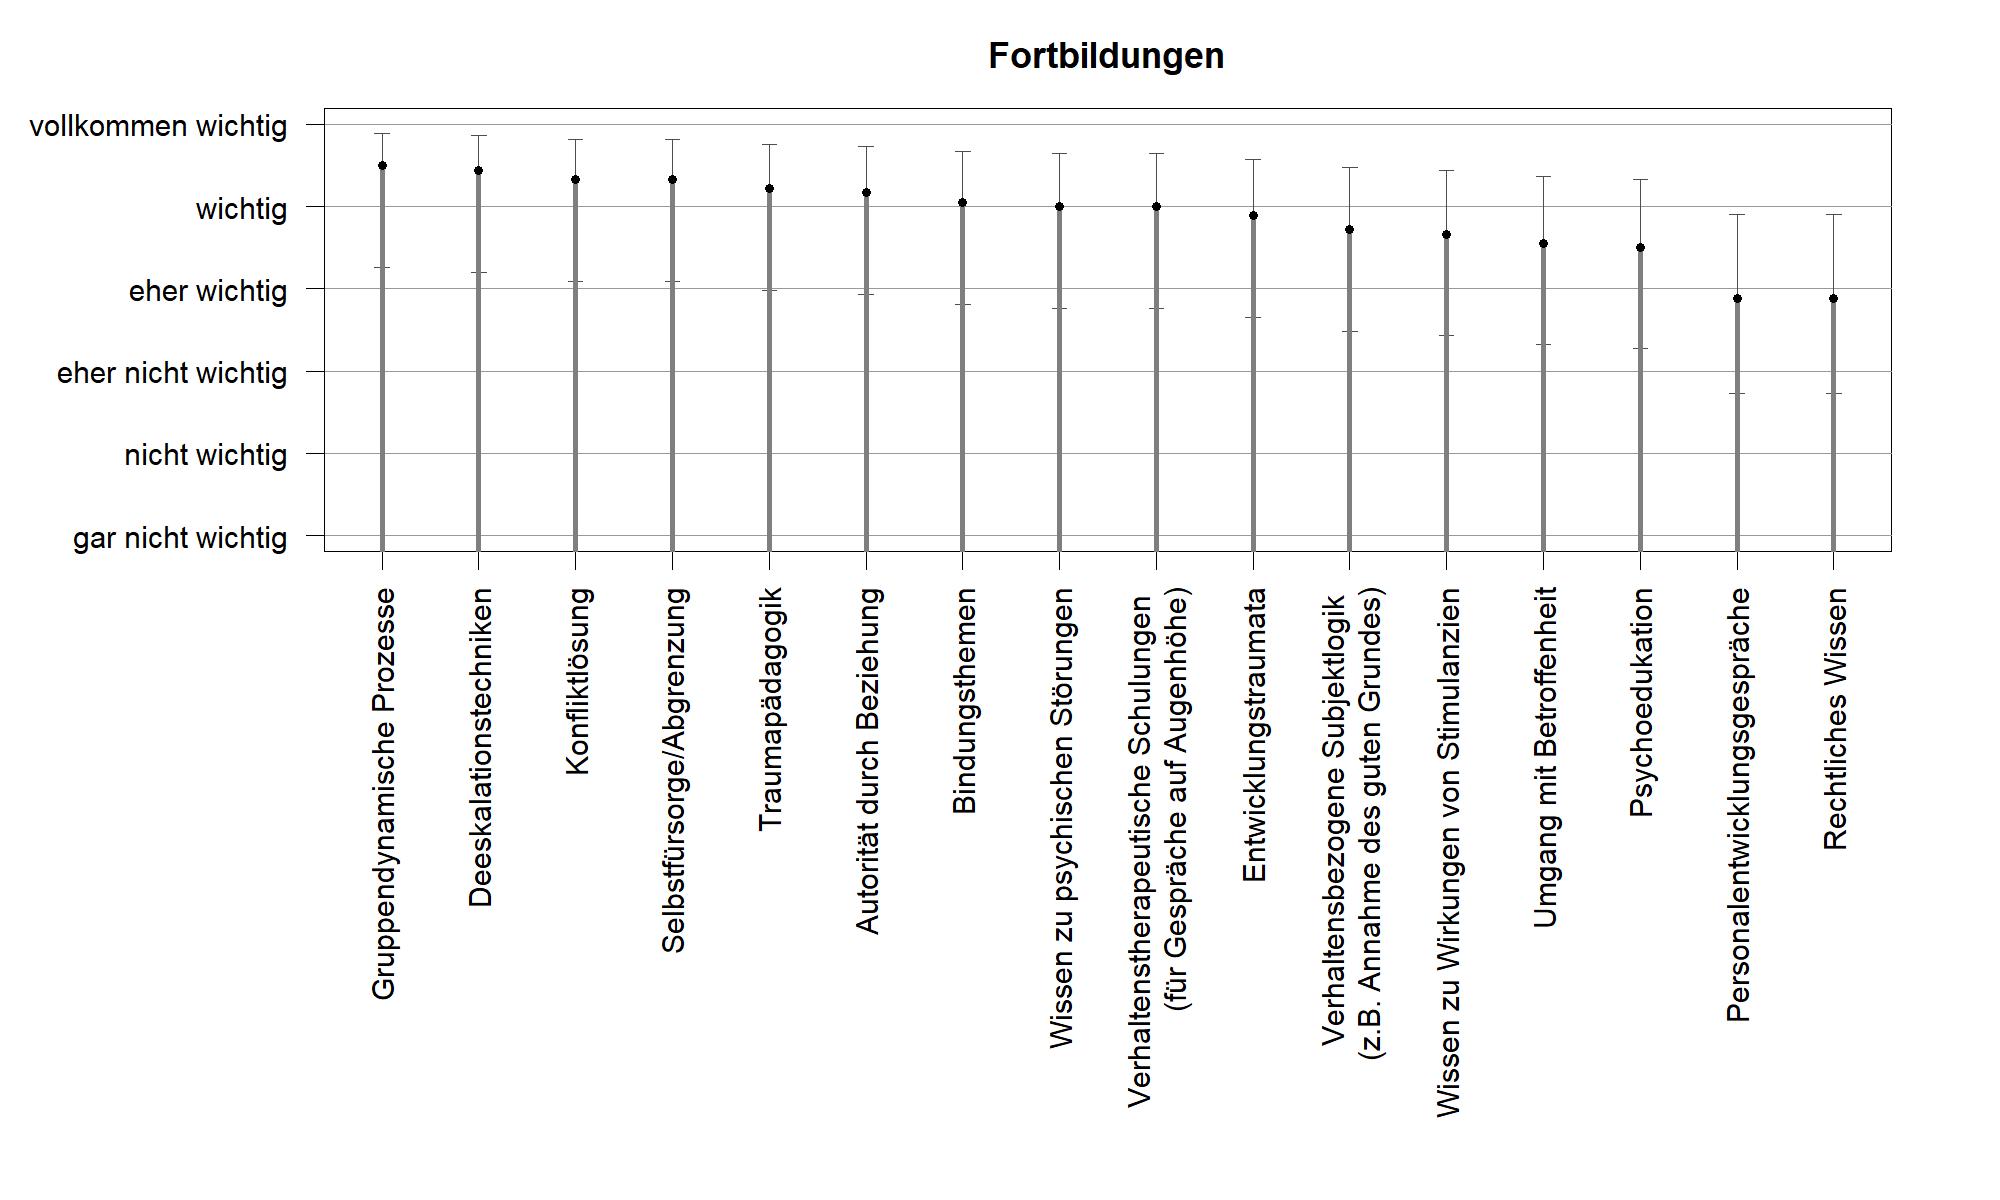 Fortbildungen
vollkommen wichtig
wichtig
eher wichtig
eher nicht wichtig
nicht wichtig
gar nicht wichtig
Gruppendynamische Prozesse
Deeskalationstechniken
Konfliktlösung
Selbstfürsorge/Abgrenzung
Traumapädagogik
Autorität durch Beziehung
Bindungsthemen
Wissen zu psychischen Störungen
Verhaltenstherapeutische Schulungen
(für Gespräche auf Augenhöhe)
Entwicklungstraumata
Verhaltensbezogene Subjektlogik
(z.B. Annahme des guten Grundes)
Wissen zu Wirkungen von Stimulanzien
Umgang mit Betroffenheit
Psychoedukation
Personalentwicklungsgespräche
Rechtliches Wissen